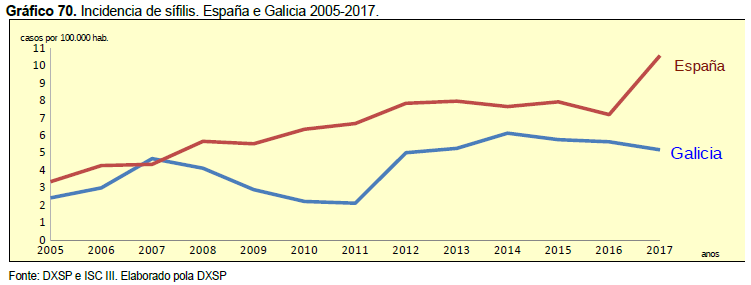 Gráfico 70. Incidencia de sífilis. España e Galicia 2005-2017.
casos por 100.000 hab.
11
10
9
8
7
6
5
4
3
2
1
0
España
Galicia
2005 2006 2007 2008 2009 2010 2011 2012 2013 2014 2015 2016 2017
anos
Fonte: DXSP e ISC III. Elaborado pola DXSP